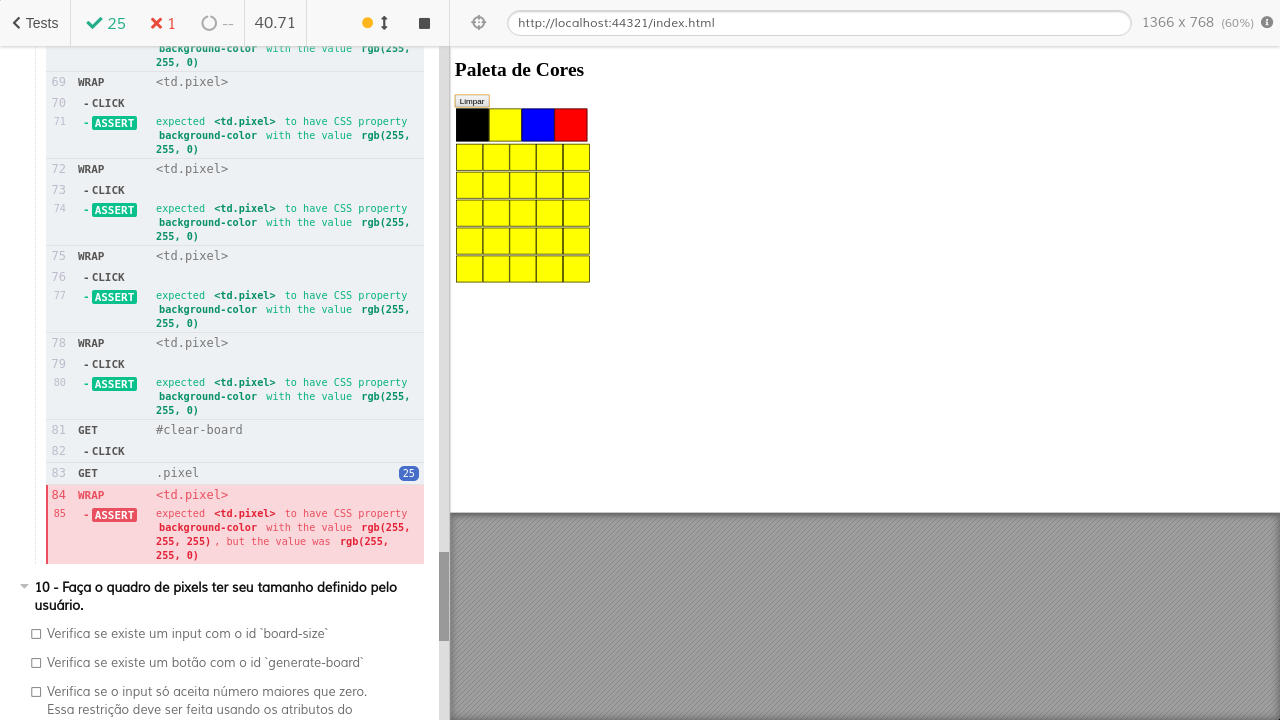 Tests
25
1
--
40.71
http://localhost:44321/index.html
1366 x 768 (60%)
background-color with the value rgb(255,
255, 0)
69 WRAP <td.pixel>
70 -CLICK
71 -ASSERT expected <td.pixel> to have CSS property
background-color with the value rgb(255,
255, 0)
72 WRAP <td.pixel>
73 -CLICK
74 -ASSERT expected <td.pixel> to have CSS property
background-color with the value rgb(255,
255, 0)
75 WRAP <td.pixel>
76 -CLICK
77 -ASSERT expected <td.pixel> to have CSS property
background-color with the value rgb(255,
255, 0)
78 WRAP <td.pixel>
79 -CLICK
80 -ASSERT expected <td.pixel> to have CSS property
background-color with the value rgb(255,
255, 0)
81 GET #clear-board
82 -CLICK
83 GET .pixel 25
84 WRAP <td.pixel>
85 -ASSERT expected <td.pixel> to have CSS property
background-color with the value rgb(255,
255, 255), but the value was rgb(255,
255, 0)
10 - Faça o quadro de pixels ter seu tamanho definido pelo
usuário.
Verifica se existe um input com o id `board-size`
Verifica se existe um botão com o id `generate-board`
Verifica se o input só aceita número maiores que zero.
Essa restrição deve ser feita usando os atributos do
Paleta de Cores
Limpar